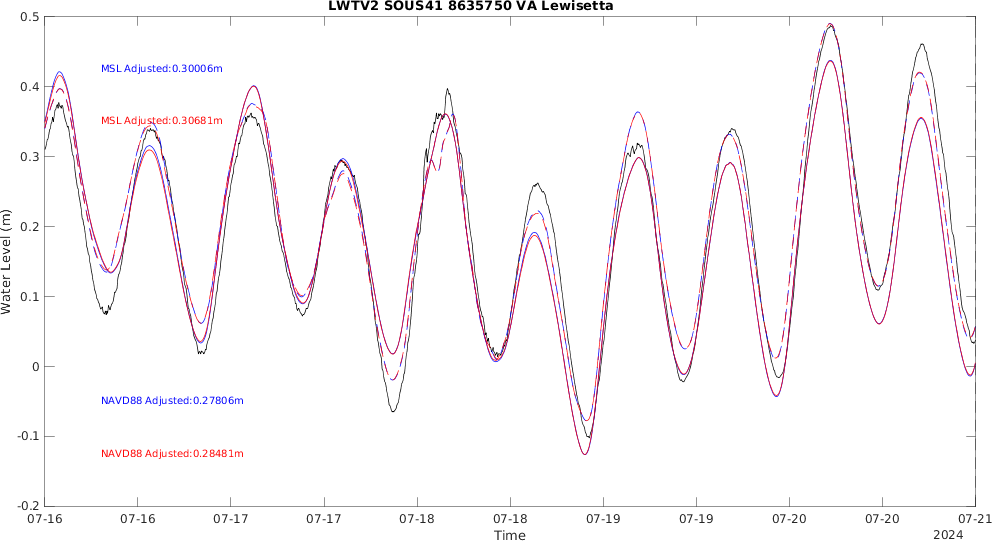 LWTV2 SOUS41 8635750 VA Lewisetta
0.5
0.4
0.3
0.2
0.1
0
-0.1
-0.2
Water Level (m)
MSL Adjusted:0.30006m
MSL Adjusted:0.30681m
NAVD88 Adjusted:0.27806m
NAVD88 Adjusted:0.28481m
07-16 07-16 07-17 07-17 07-18 07-18 07-19 07-19 07-20 07-20 07-21
Time
2024